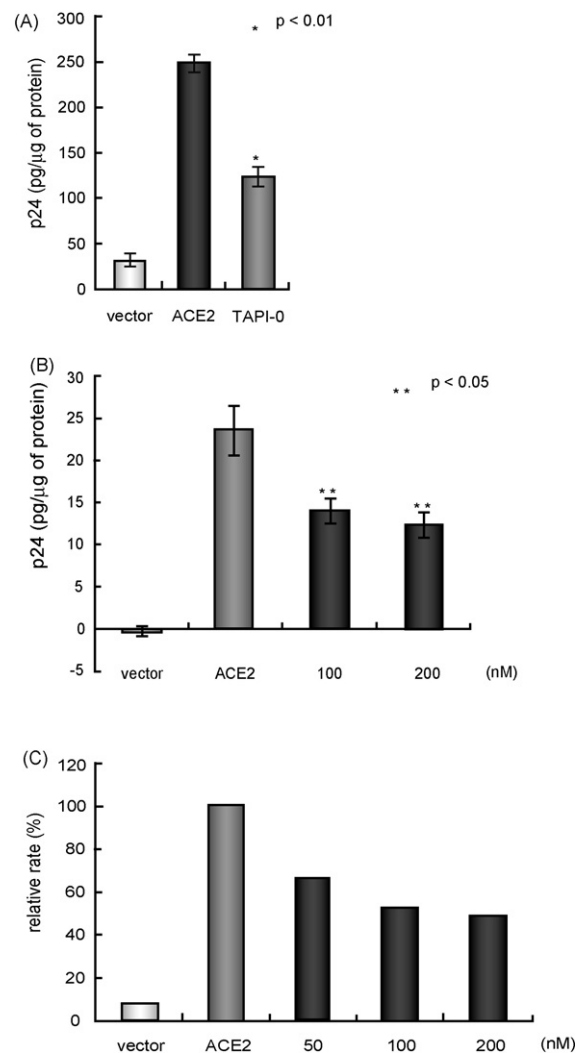 (A)
300
* p < 0.01
250
200
150
*
100
50
0
p24 (pg/μg of protein)
vector ACE2 TAPI-0
(B)
30
** p < 0.05
25
20
15
** **
10
5
0
-5
p24 (pg/μg of protein)
vector ACE2 100 200 (nM)
(C)
120
100
80
60
40
20
0
relative rate (%)
vector ACE2 50 100 200 (nM)